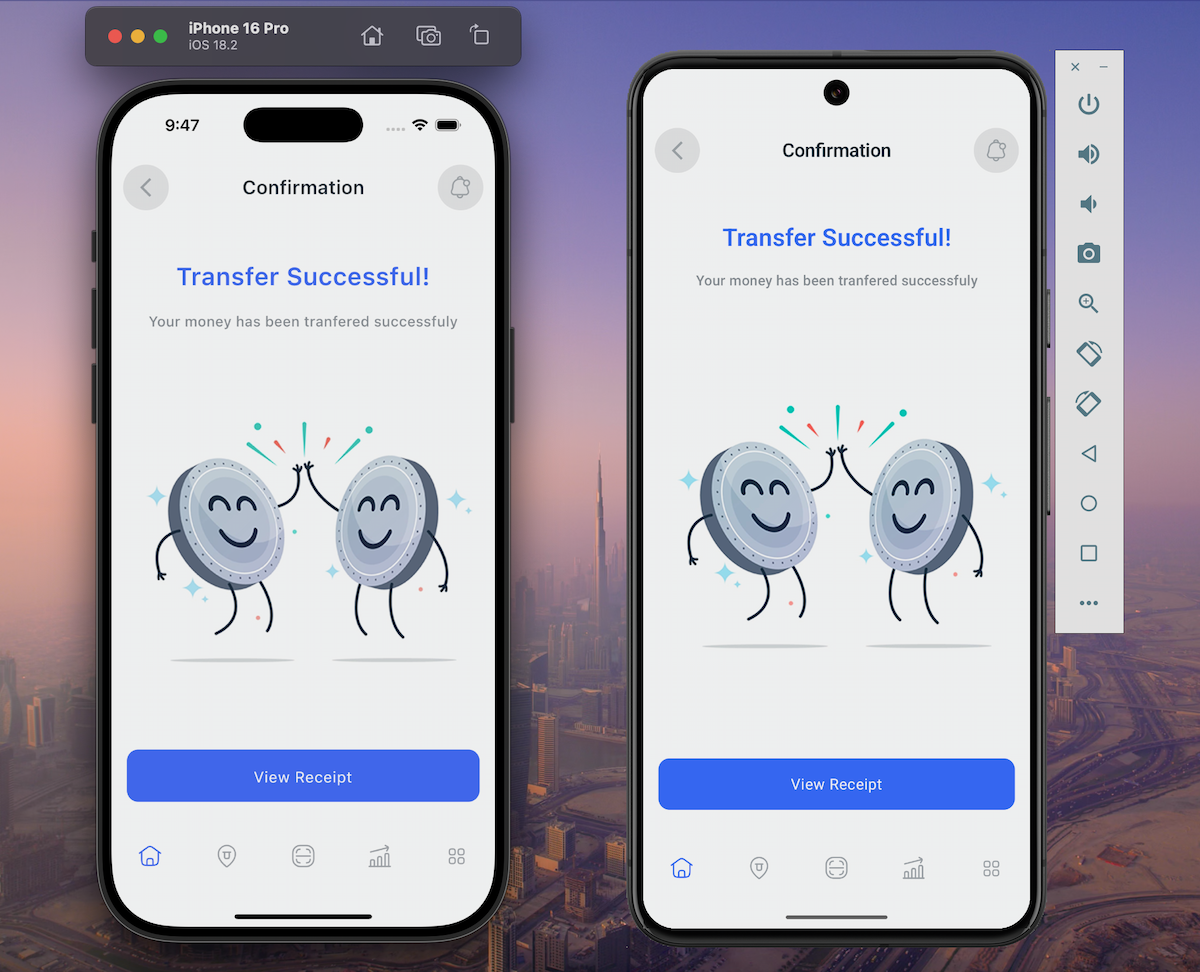 iPhone 16 Pro
iOS 18.2
9:47
Confirmation
Transfer Successful!
Your money has been tranfered successfuly
View Receipt
Confirmation
Transfer Successful!
Your money has been tranfered successfuly
View Receipt